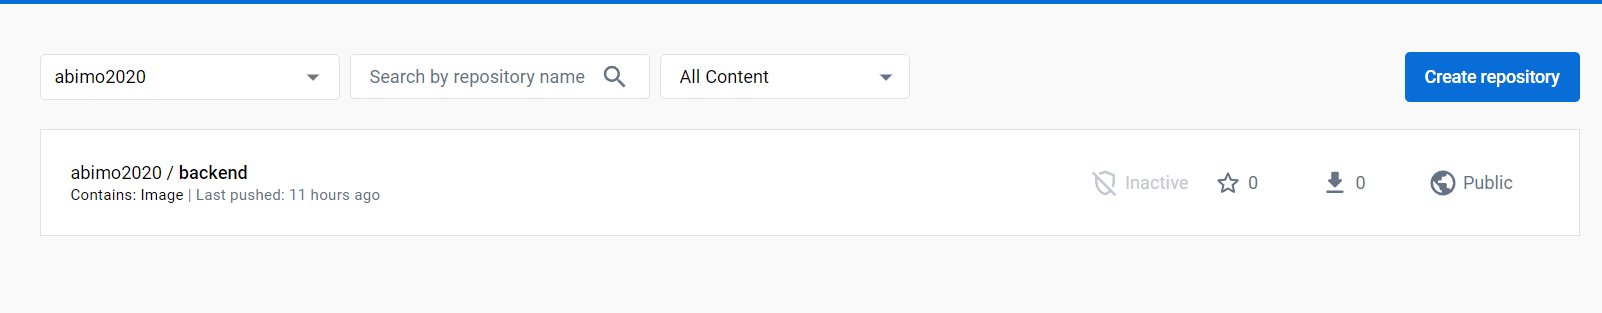 abimo2020
Search by repository name
All Content
Create repository
abimo2020 / backend
Contains: Image | Last pushed: 11 hours ago
Inactive
0
0
Public